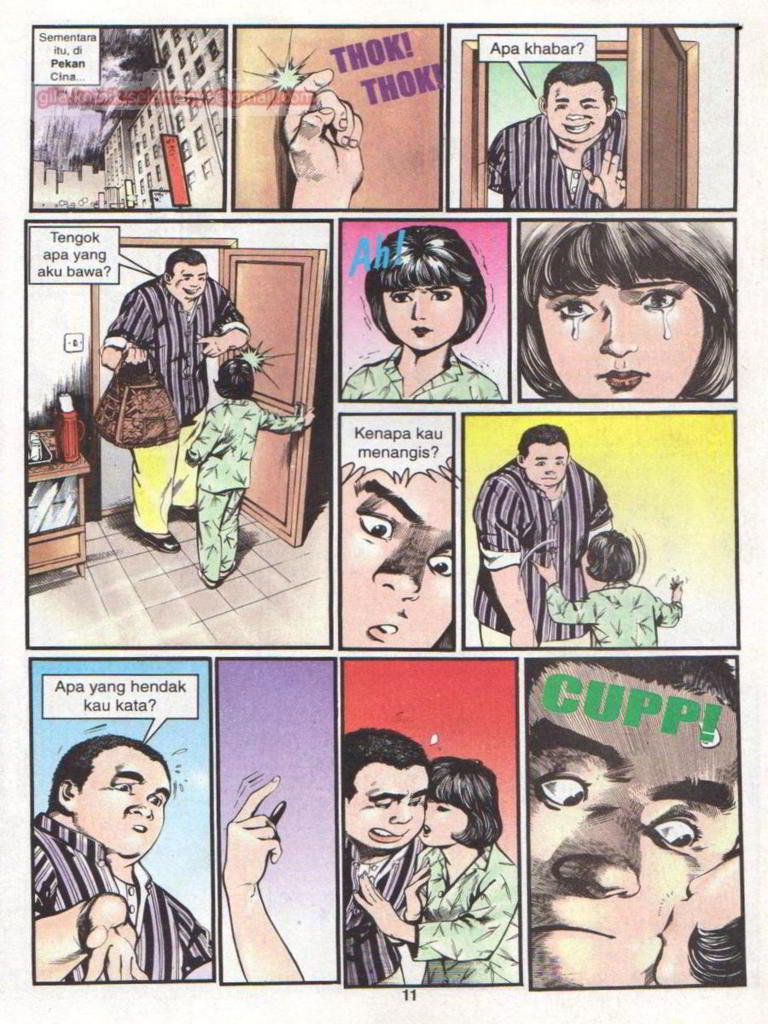 Sementara
itu, di
Pekan
Cina...
THOK!
THOK!
Apa khabar?
Tengok
apa yang
aku bawa?
Ah!
Kenapa kau
menangis?
Apa yang hendak
kau kata?
CUPP!
11